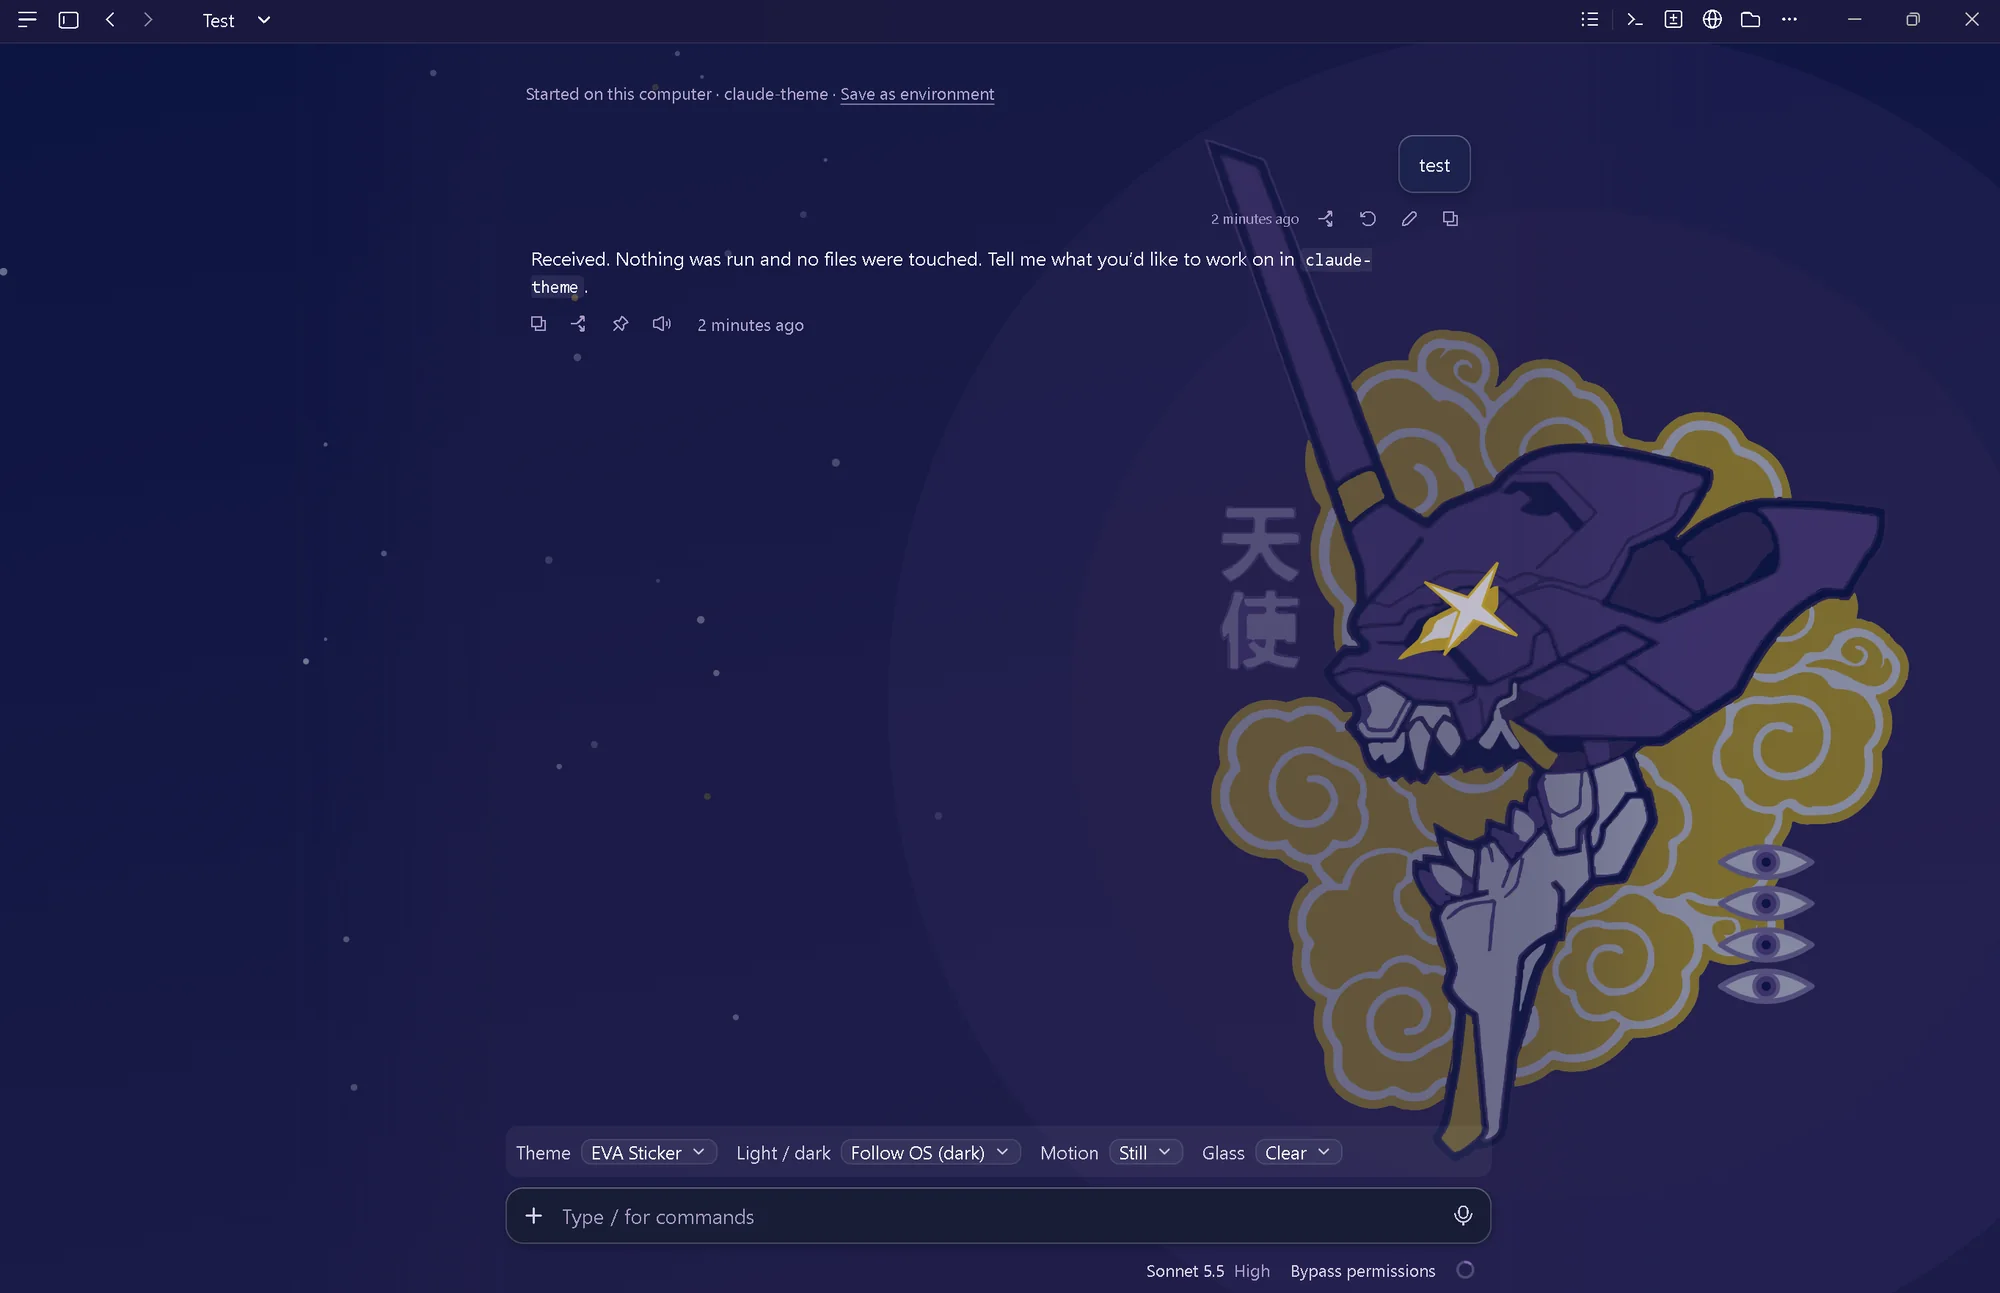 Test
Started on this computer · claude-theme · Save as environment
test
2 minutes ago
Received. Nothing was run and no files were touched. Tell me what you’d like to work on in claude-
theme.
2 minutes ago
天
使
Theme EVA Sticker Light / dark Follow OS (dark) Motion Still Glass Clear
Type / for commands
Sonnet 5.5 High Bypass permissions